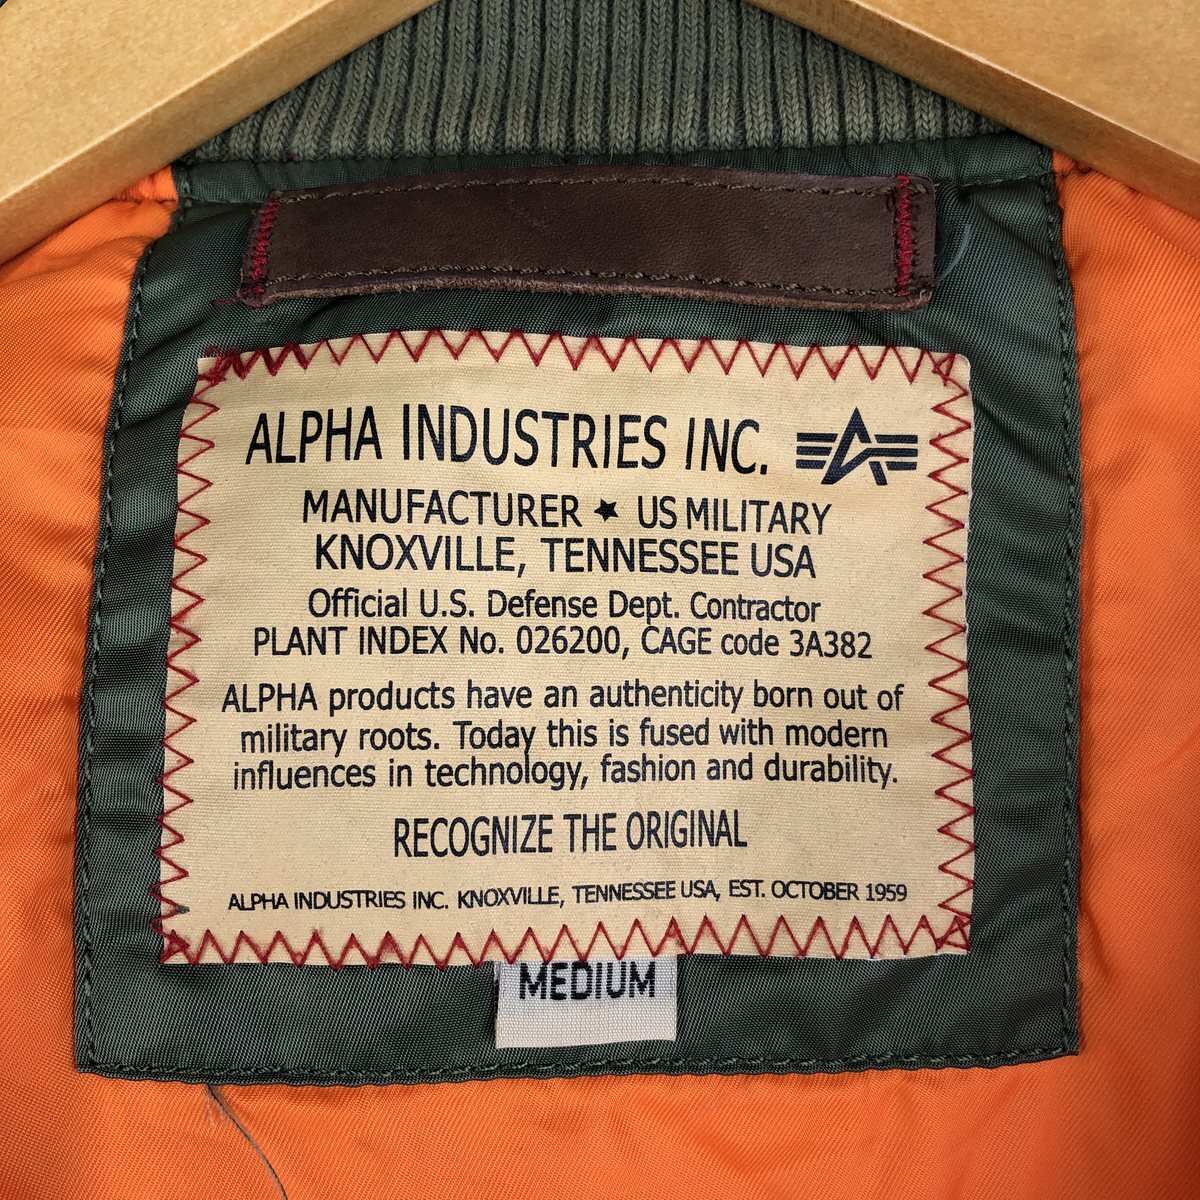 ALPHA INDUSTRIES INC.
MANUFACTURER ★ US MILITARY
KNOXVILLE, TENNESSEE USA
Official U.S. Defense Dept. Contractor
PLANT INDEX No. 026200, CAGE code 3A382
ALPHA products have an authenticity born out of
military roots. Today this is fused with modern
influences in technology, fashion and durability.
RECOGNIZE THE ORIGINAL
ALPHA INDUSTRIES INC. KNOXVILLE, TENNESSEE USA, EST. OCTOBER 1959
MEDIUM